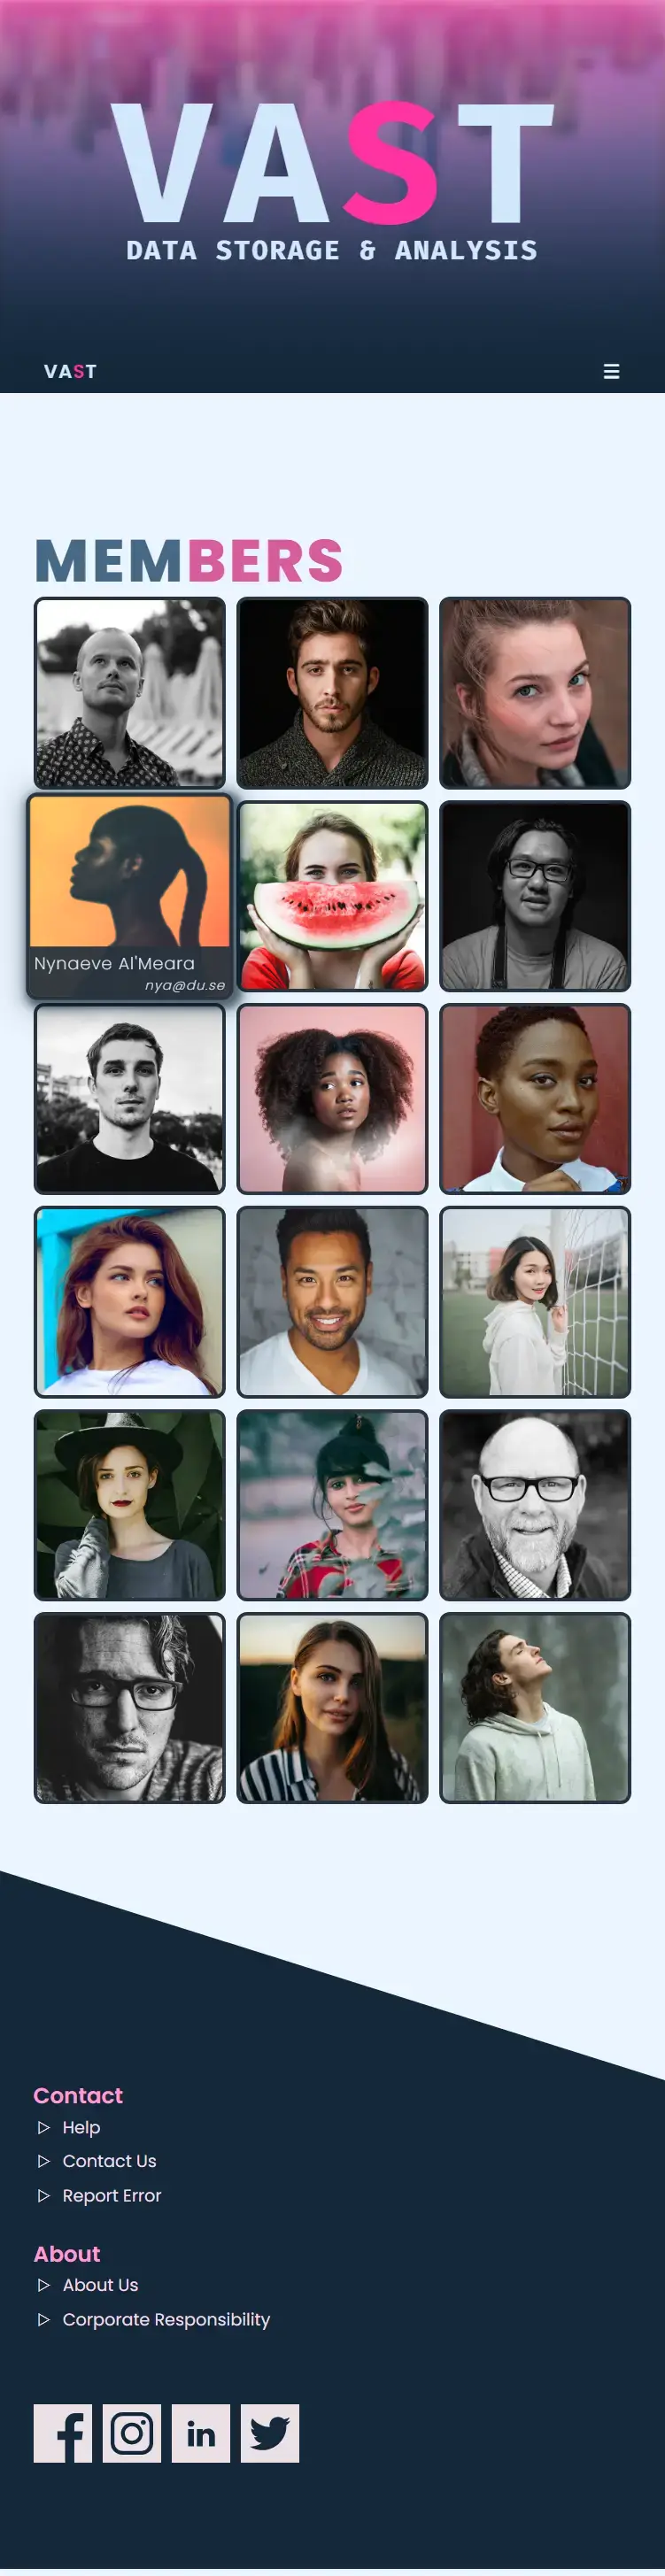 VAST
DATA STORAGE & ANALYSIS
VAST
MEMBERS
Nynaeve Al'Meara
nya@du.se
Contact
Help
Contact Us
Report Error
About
About Us
Corporate Responsibility
f
in